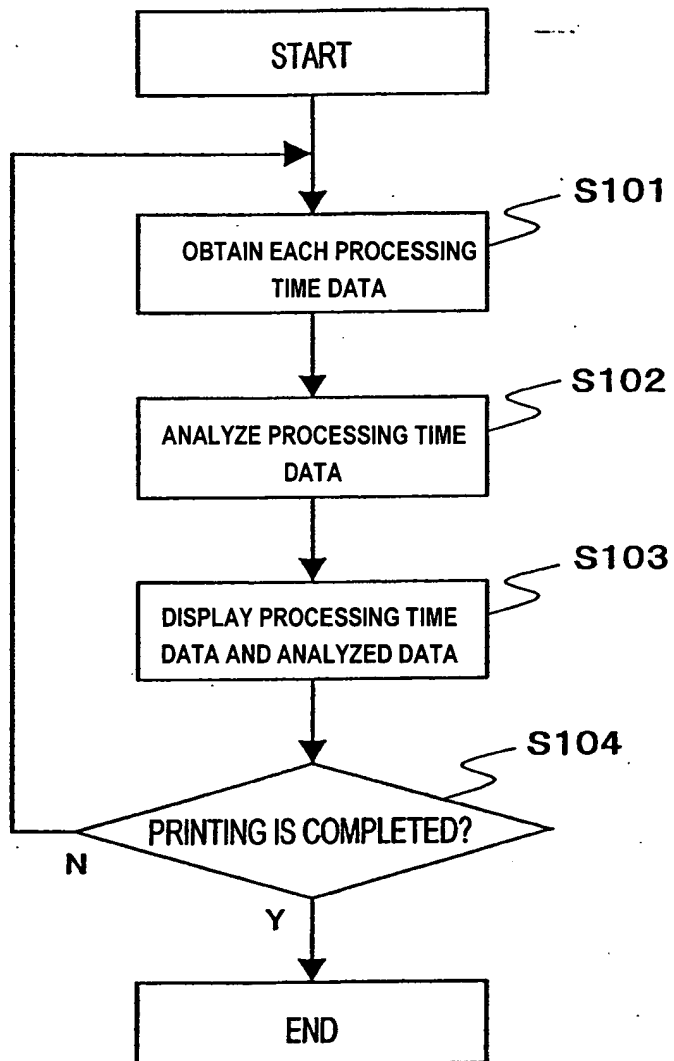 START
S101
OBTAIN EACH PROCESSING
TIME DATA
S102
ANALYZE PROCESSING TIME
DATA
S103
DISPLAY PROCESSING TIME
DATA AND ANALYZED DATA
S104
PRINTING IS COMPLETED?
N
Y
END